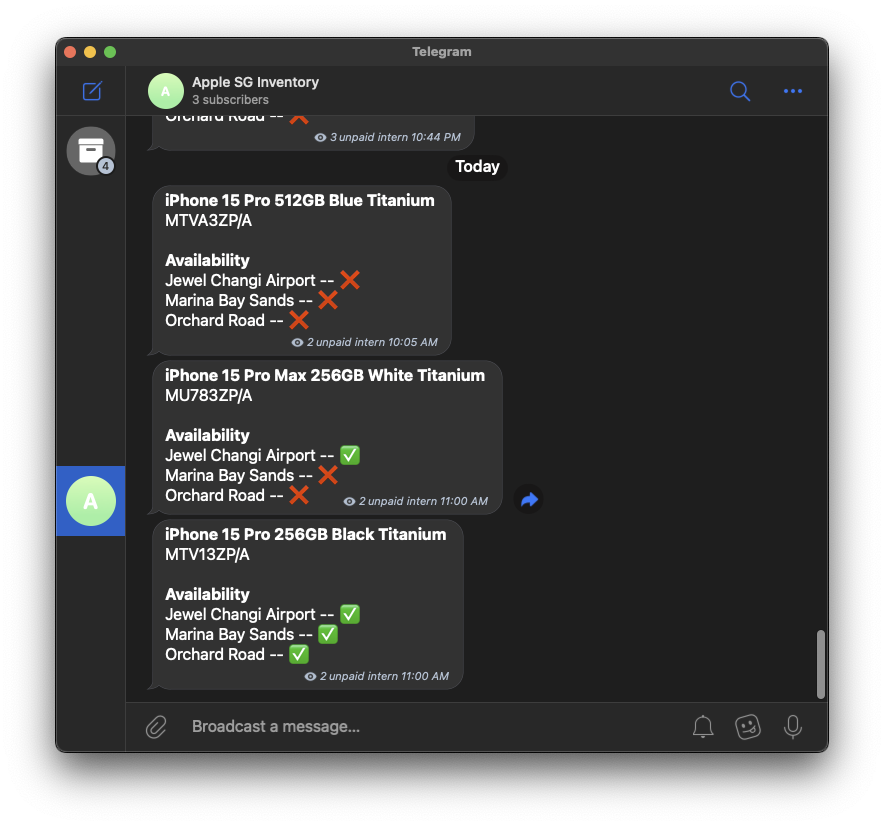 Telegram
A
Apple SG Inventory
3 subscribers
4
Orchard Road -- ❌
3 unpaid intern 10:44 PM
Today
iPhone 15 Pro 512GB Blue Titanium
MTVA3ZP/A
Availability
Jewel Changi Airport -- ❌
Marina Bay Sands -- ❌
Orchard Road -- ❌
2 unpaid intern 10:05 AM
iPhone 15 Pro Max 256GB White Titanium
MU783ZP/A
Availability
Jewel Changi Airport -- ✅
Marina Bay Sands -- ❌
Orchard Road -- ❌
2 unpaid intern 11:00 AM
A
iPhone 15 Pro 256GB Black Titanium
MTV13ZP/A
Availability
Jewel Changi Airport -- ✅
Marina Bay Sands -- ✅
Orchard Road -- ✅
2 unpaid intern 11:00 AM
Broadcast a message...